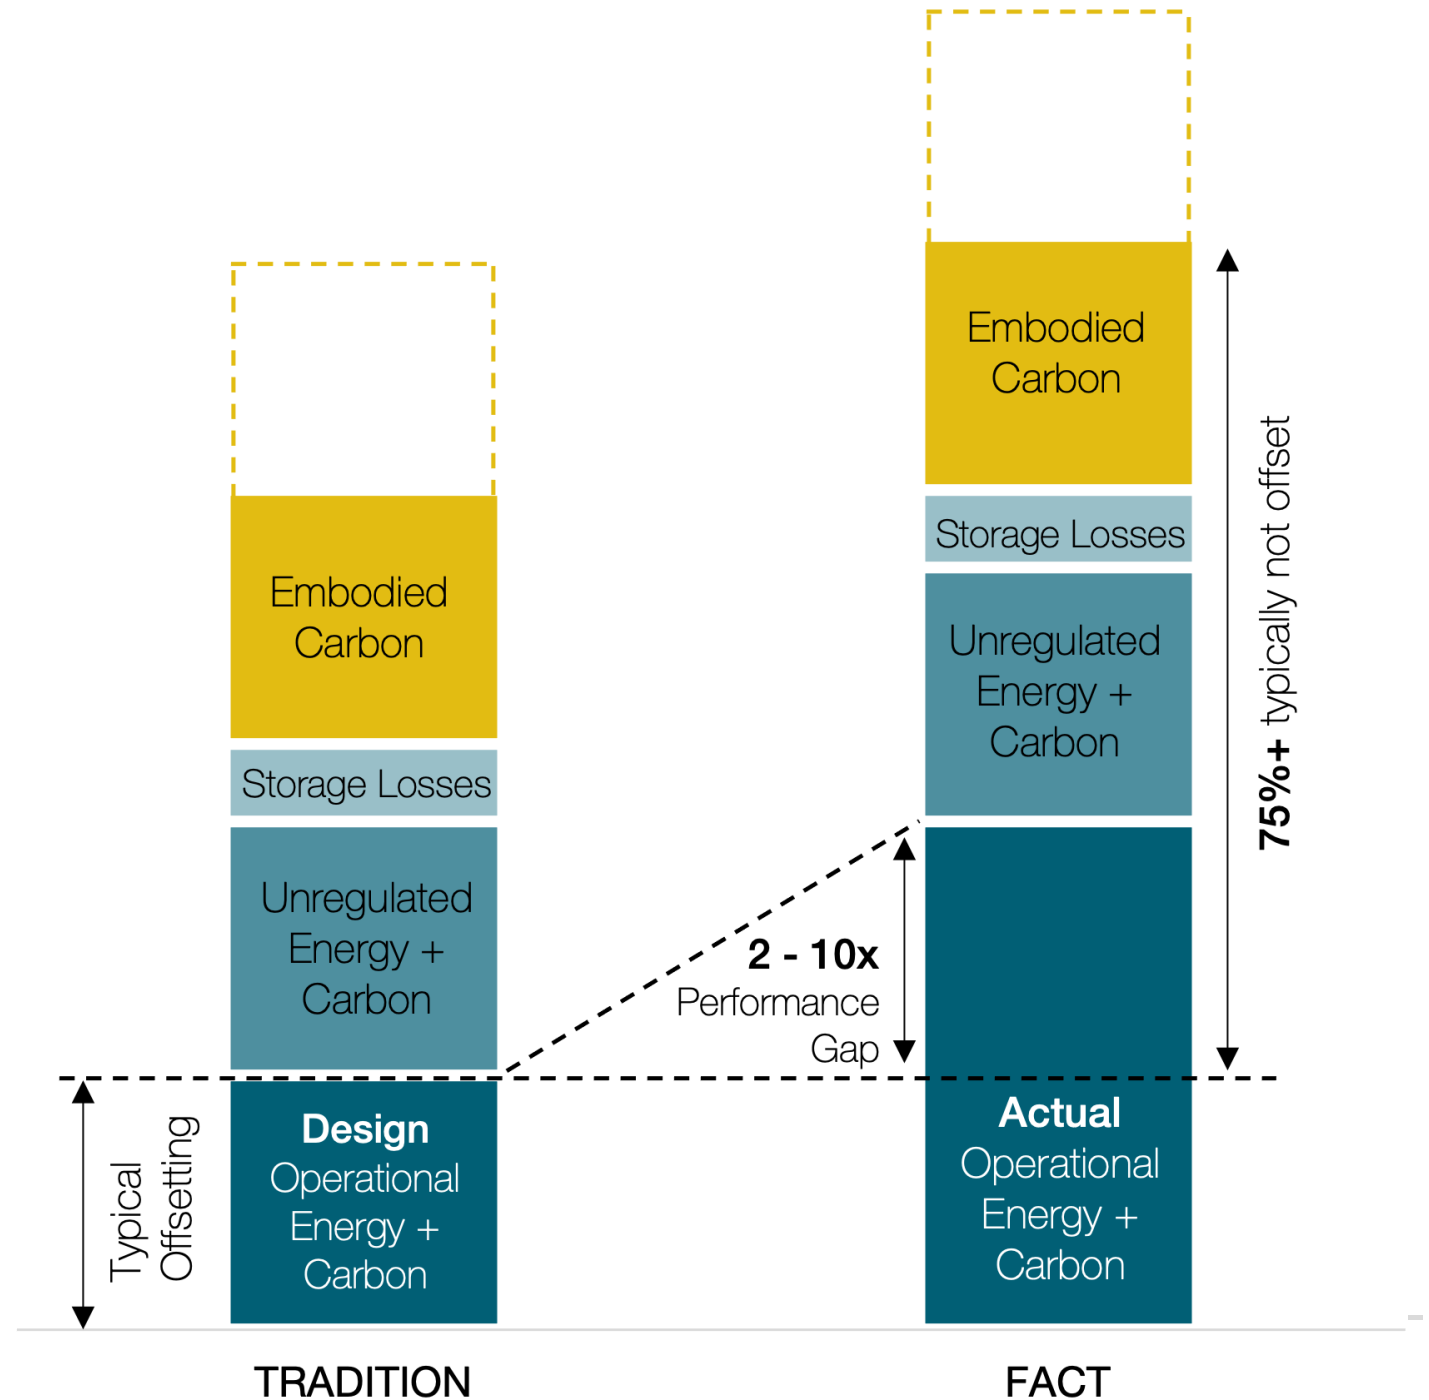 Embodied
Carbon
Storage Losses
Unregulated
Energy +
Carbon
Design
Operational
Energy +
Carbon
Typical
Offsetting
TRADITION
2 - 10x
Performance
Gap
Embodied
Carbon
Storage Losses
Unregulated
Energy +
Carbon
Actual
Operational
Energy +
Carbon
75%+ typically not offset
FACT